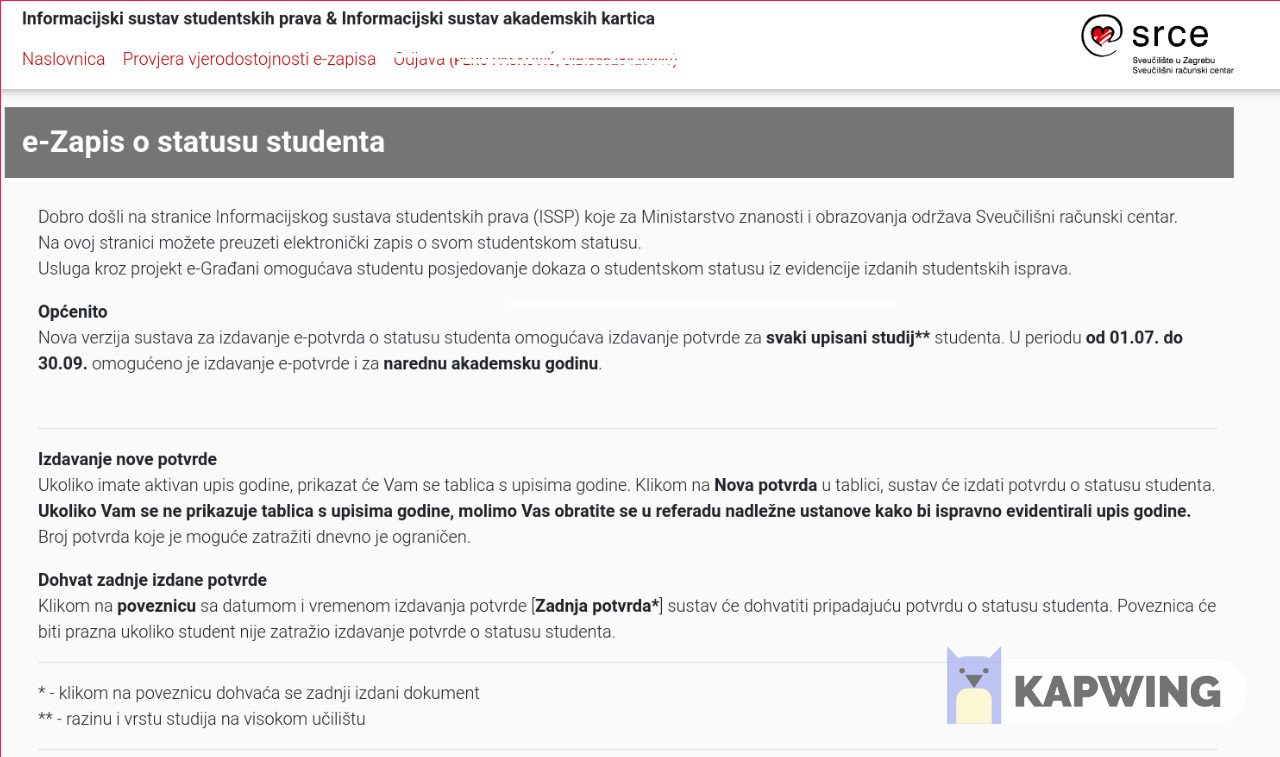 Informacijski sustav studentskih prava & Informacijski sustav akademskih kartica
srce
Naslovnica Provjera vjerodostojnosti e-zapisa Odjava
Sveučilište u Zagrebu
Sveučilišni računski centar
e-Zapis o statusu studenta
Dobro došli na stranice Informacijskog sustava studentskih prava (ISSP) koje za Ministarstvo znanosti i obrazovanja održava Sveučilišni računski centar.
Na ovoj stranici možete preuzeti elektronički zapis o svom studentskom statusu.
Usluga kroz projekt e-Građani omogućava studentu posjedovanje dokaza o studentskom statusu iz evidencije izdanih studentskih isprava.
Općenito
Nova verzija sustava za izdavanje e-potvrda o statusu studenta omogućava izdavanje potvrde za svaki upisani studij** studenta. U periodu od 01.07. do
30.09. omogućeno je izdavanje e-potvrde i za narednu akademsku godinu.
Izdavanje nove potvrde
Ukoliko imate aktivan upis godine, prikazat će Vam se tablica s upisima godine. Klikom na Nova potvrda u tablici, sustav će izdati potvrdu o statusu studenta.
Ukoliko Vam se ne prikazuje tablica s upisima godine, molimo Vas obratite se u referadu nadležne ustanove kako bi ispravno evidentirali upis godine.
Broj potvrda koje je moguće zatražiti dnevno je ograničen.
Dohvat zadnje izdane potvrde
Klikom na poveznicu sa datumom i vremenom izdavanja potvrde [Zadnja potvrda*] sustav će dohvatiti pripadajuću potvrdu o statusu studenta. Poveznica će
biti prazna ukoliko student nije zatražio izdavanje potvrde o statusu studenta.
* - klikom na poveznicu dohvaća se zadnji izdani dokument
** - razinu i vrstu studija na visokom učilištu
KAPWING